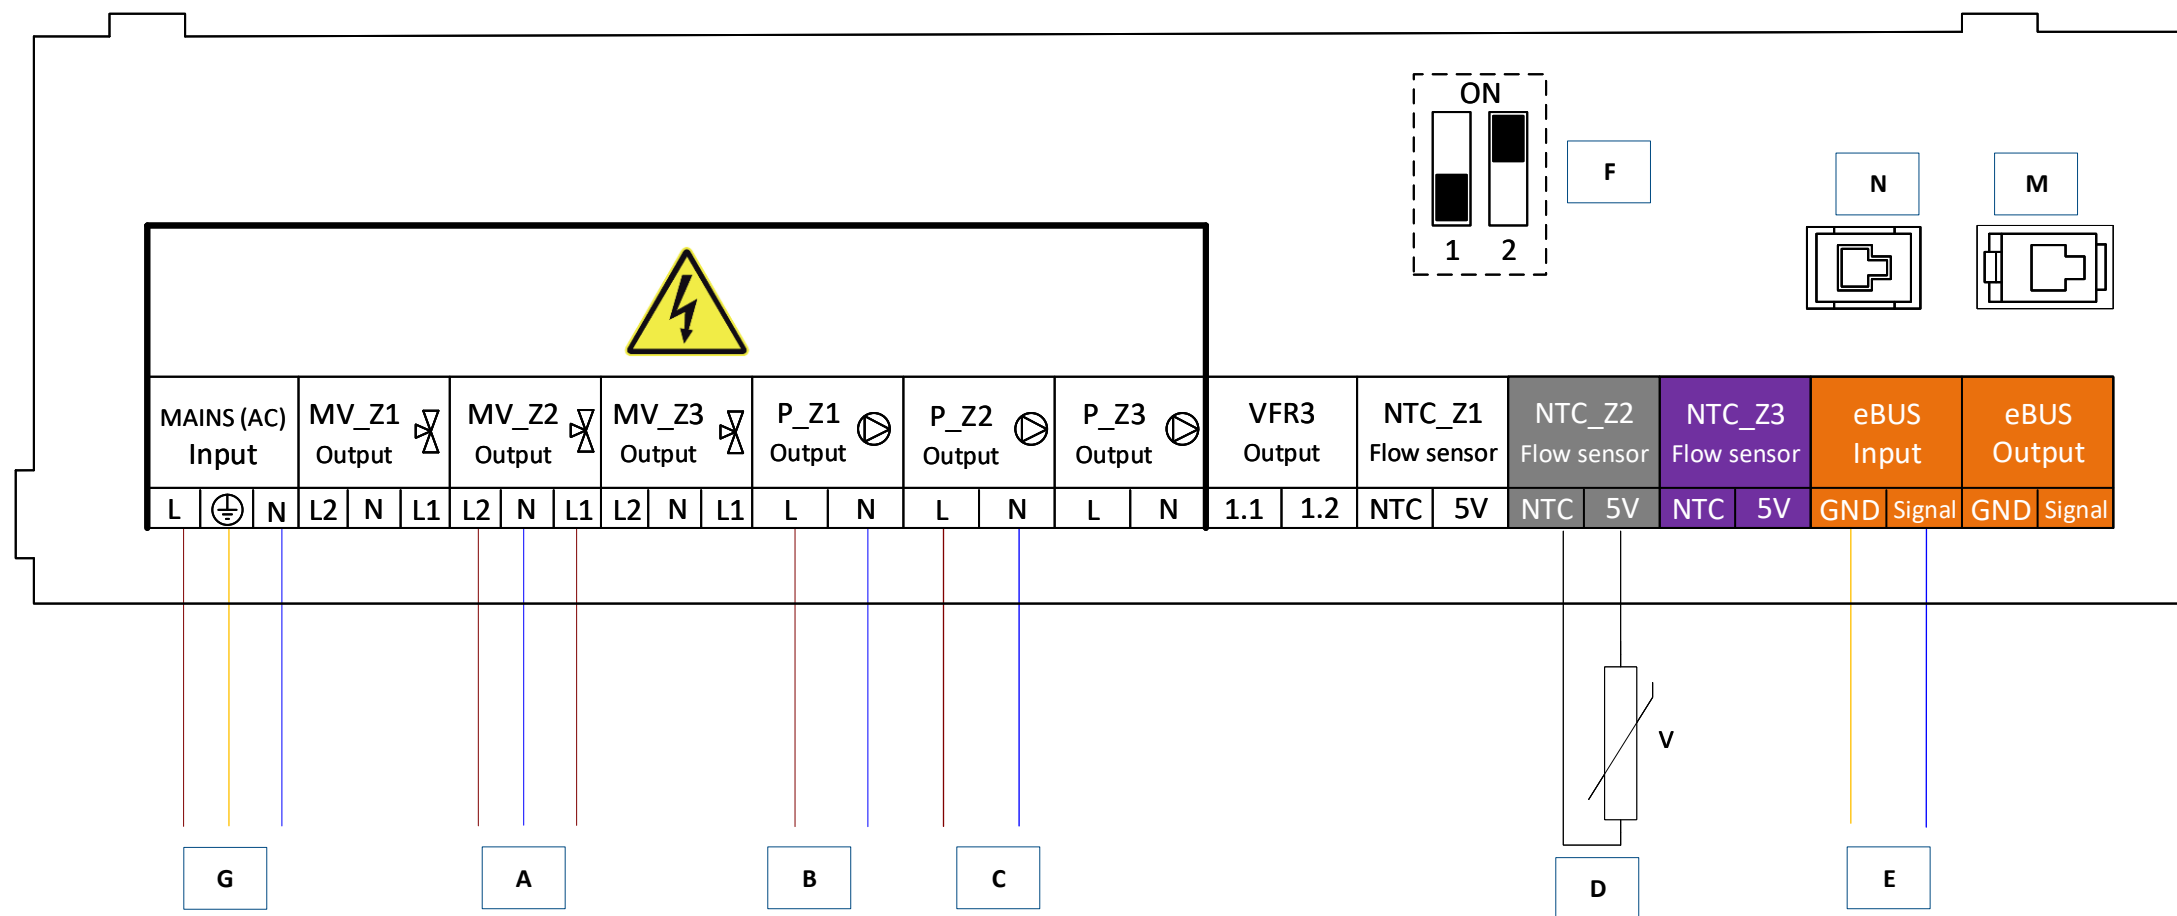 ON
F
N
M
1 2
MAINS (AC)
Input
MV_Z1
Output
MV_Z2
Output
MV_Z3
Output
P_Z1
Output
P_Z2
Output
P_Z3
Output
VFR3
Output
NTC_Z1
Flow sensor
NTC_Z2
Flow sensor
NTC_Z3
Flow sensor
eBUS
Input
eBUS
Output
L N L2 N L1 L2 N L1 L2 N L1 L N L N L N 1.1 1.2 NTC 5V NTC 5V NTC 5V GND Signal GND Signal
V
G
A
B
C
D
E